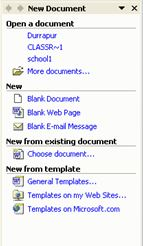 New Document
Open a document
Durrapur
CLASSR~1
school1
More documents...
New
Blank Document
Blank Web Page
Blank E-mail Message
New from existing document
Choose document...
New from template
General Templates...
Templates on my Web Sites...
Templates on Microsoft.com